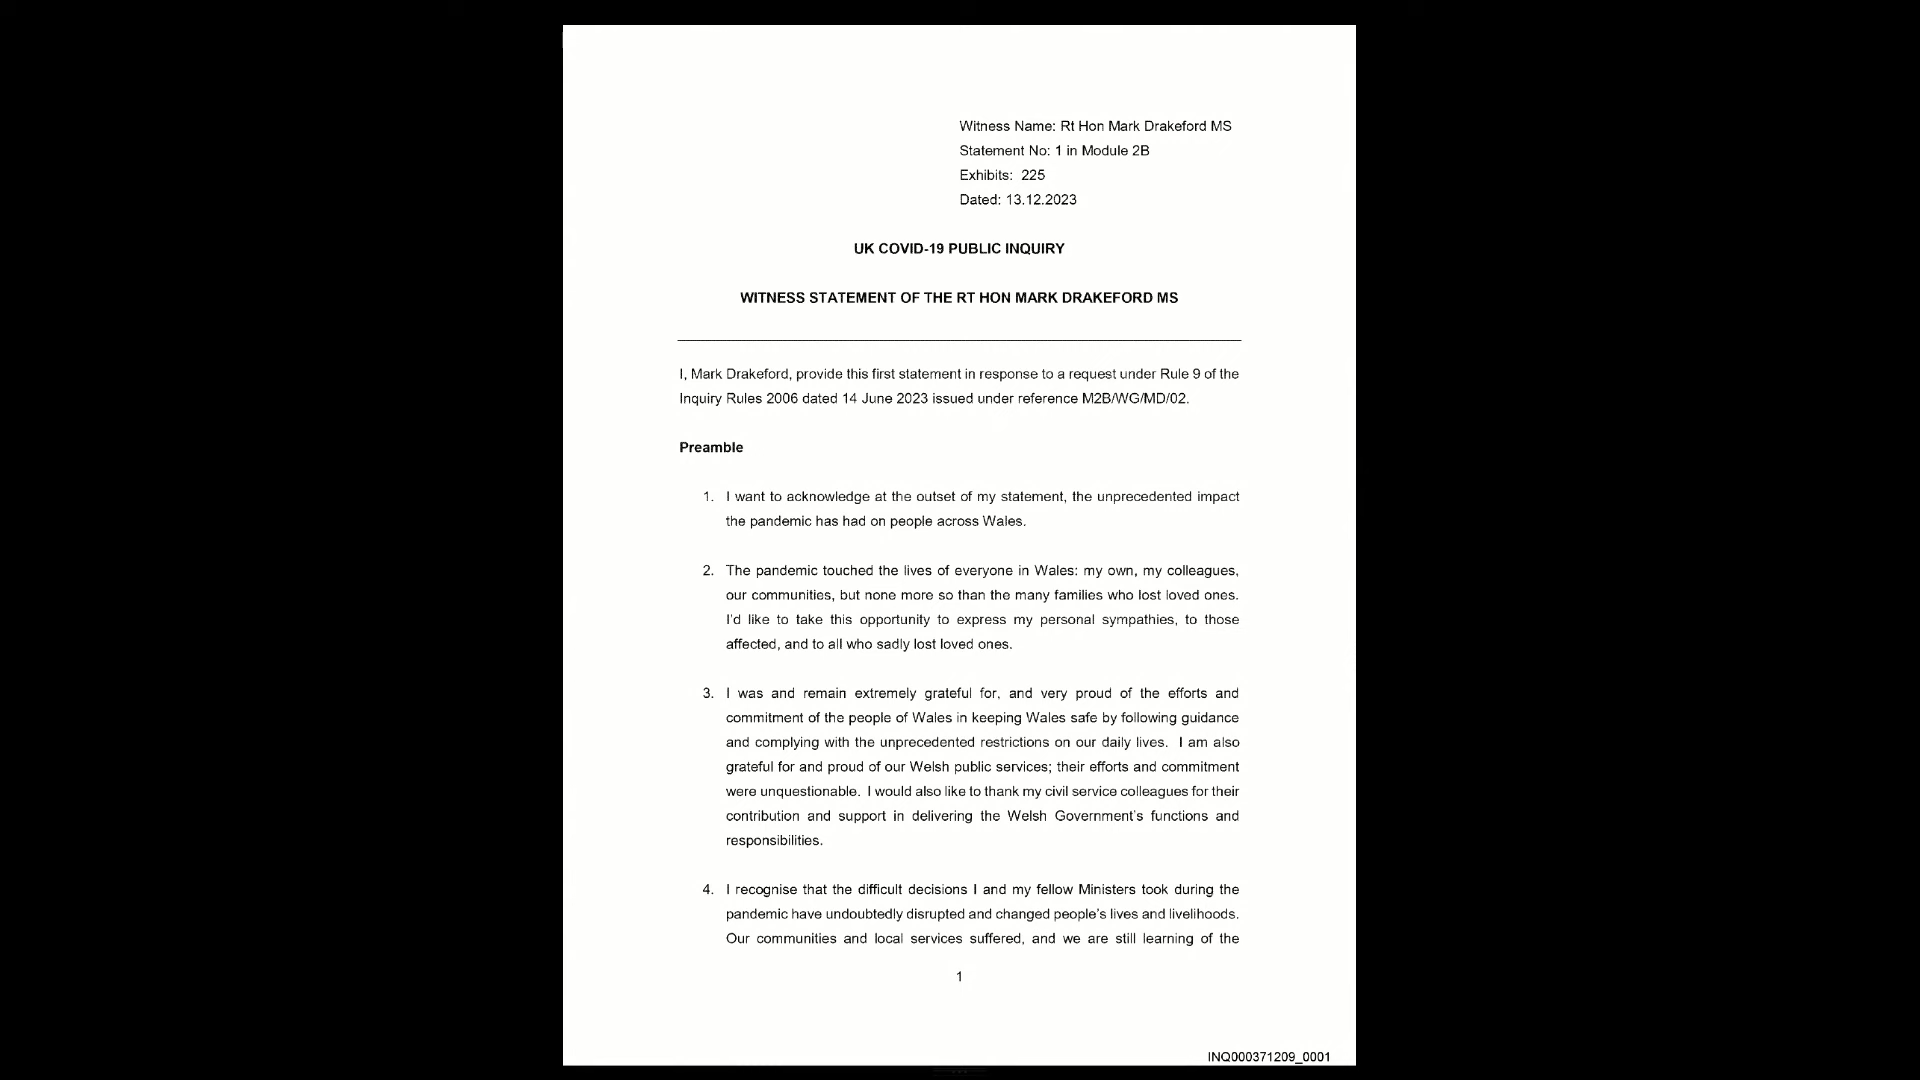 Witness Name: Rt Hon Mark Drakeford MS
Statement No: 1 in Module 2B
Exhibits: 225
Dated: 13.12.2023
UK COVID-19 PUBLIC INQUIRY
WITNESS STATEMENT OF THE RT HON MARK DRAKEFORD MS
I, Mark Drakeford, provide this first statement in response to a request under Rule 9 of the
Inquiry Rules 2006 dated 14 June 2023 issued under reference M2B/WG/MD/02.
Preamble
1. I want to acknowledge at the outset of my statement, the unprecedented impact
the pandemic has had on people across Wales.
2. The pandemic touched the lives of everyone in Wales: my own, my colleagues,
our communities, but none more so than the many families who lost loved ones.
I'd like to take this opportunity to express my personal sympathies, to those
affected, and to all who sadly lost loved ones.
3. I was and remain extremely grateful for, and very proud of the efforts and
commitment of the people of Wales in keeping Wales safe by following guidance
and complying with the unprecedented restrictions on our daily lives. I am also
grateful for and proud of our Welsh public services; their efforts and commitment
were unquestionable. I would also like to thank my civil service colleagues for their
contribution and support in delivering the Welsh Government's functions and
responsibilities.
4. I recognise that the difficult decisions I and my fellow Ministers took during the
pandemic have undoubtedly disrupted and changed people's lives and livelihoods.
Our communities and local services suffered, and we are still learning of the
1
INQ000371209_0001